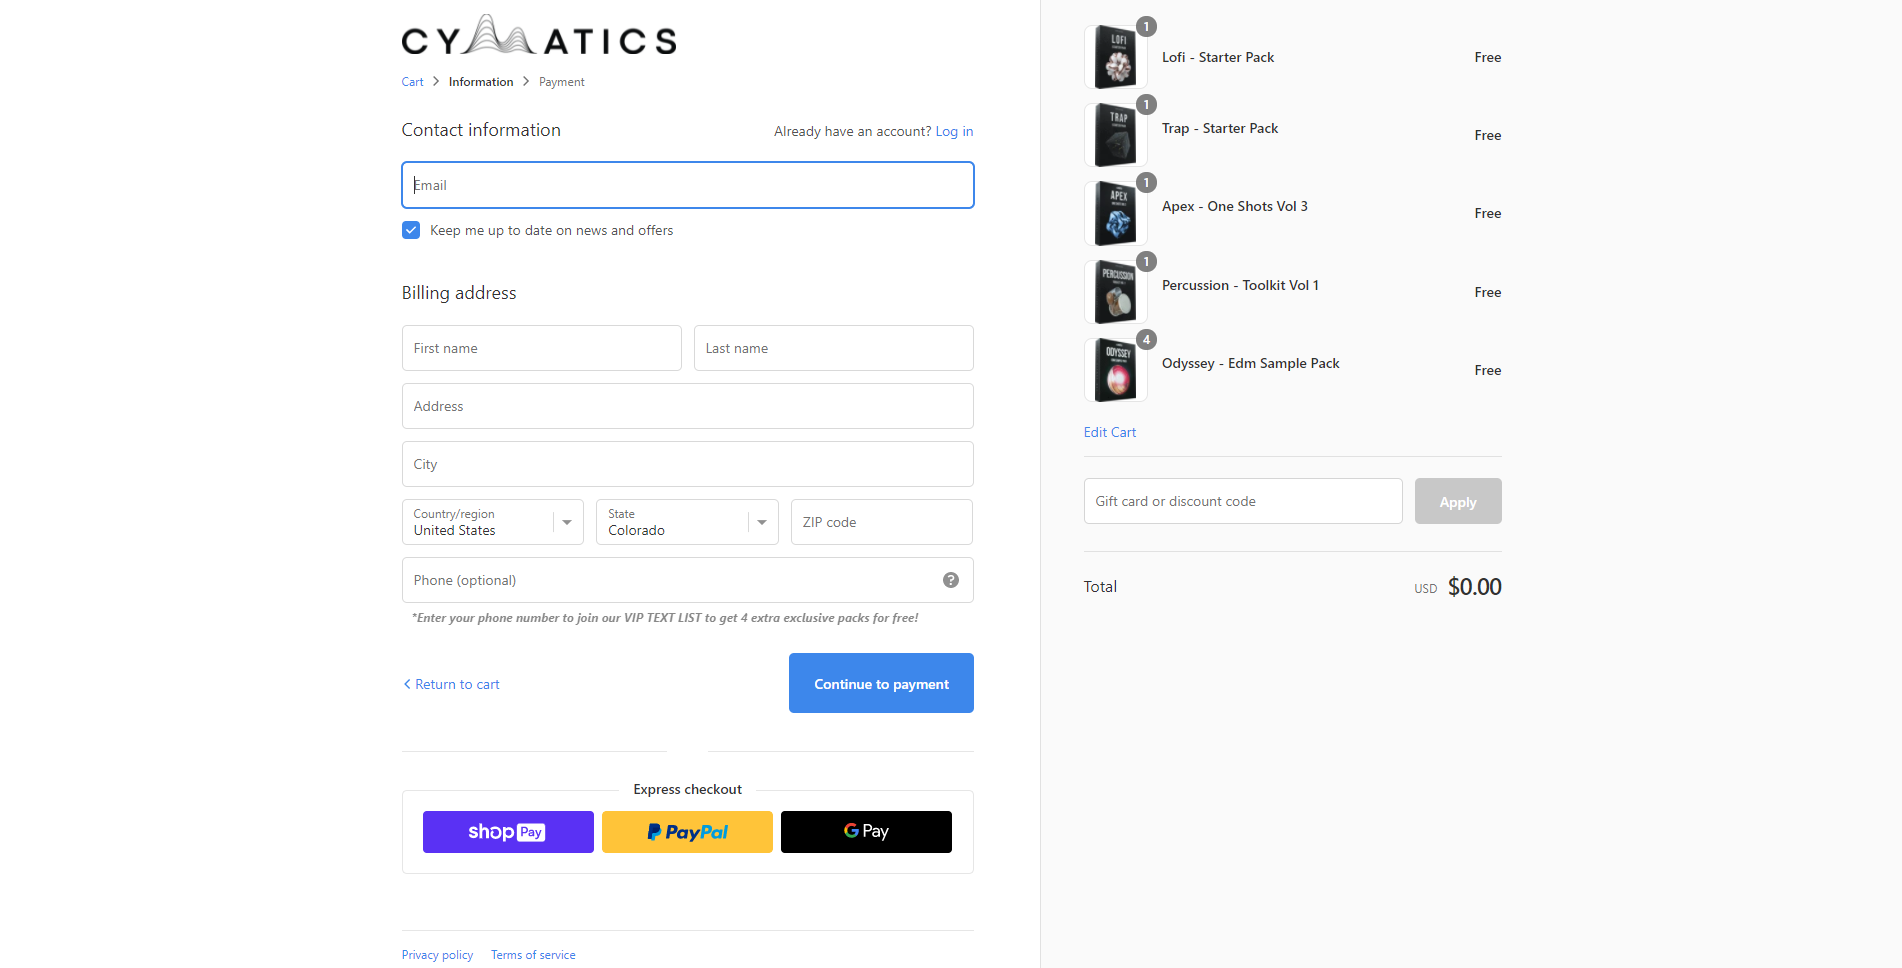 CYMATICS
Cart > Information > Payment
Contact information
Already have an account? Log in
Email
Keep me up to date on news and offers
Billing address
First name
Last name
Address
City
Country/region
United States
State
Colorado
ZIP code
Phone (optional)
?
*Enter your phone number to join our VIP TEXT LIST to get 4 extra exclusive packs for free!
< Return to cart
Continue to payment
Express checkout
shop Pay
PayPal
G Pay
Privacy policy
Terms of service
LOFI
1
Lofi - Starter Pack
Free
TRAP
1
Trap - Starter Pack
Free
APEX
1
Apex - One Shots Vol 3
Free
PERCUSSION
1
Percussion - Toolkit Vol 1
Free
ODYSSEY
4
Odyssey - Edm Sample Pack
Free
Edit Cart
Gift card or discount code
Apply
Total
USD $0.00